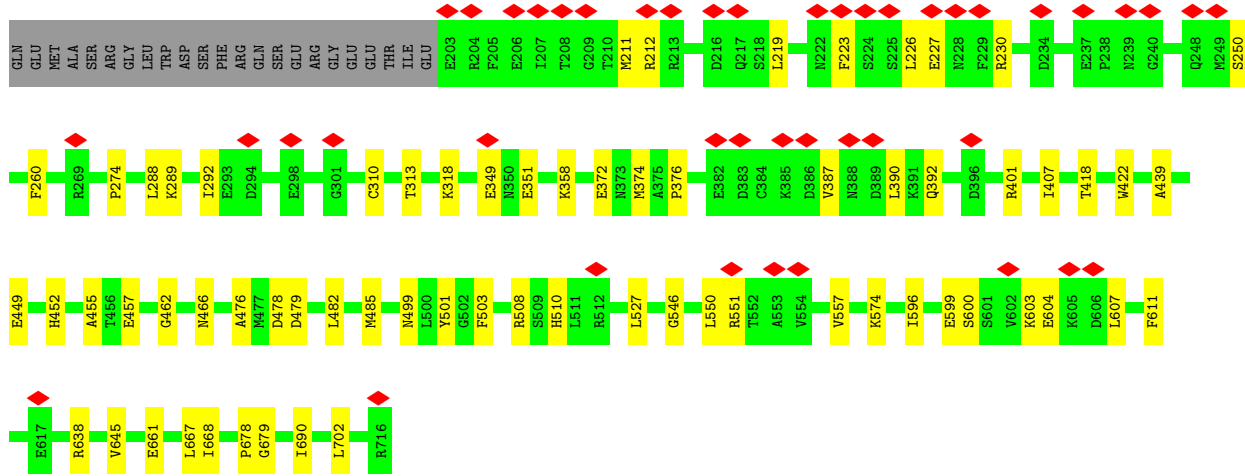 GLN GLU MET ALA SER ARG GLY LEU TRP ASP SER PHE ARG GLN SER GLU ARG GLY GLU GLU THR ILE GLU E203 R204 F205 E206 I207 T208 G209 T210 M211 R212 R213 D216 Q217 S218 L219 N222 F223 S224 S225 L226 E227 N228 F229 R230 D234 E237 P238 N239 G240 Q248 M249 S250
F260 R269 P274 L288 K289 I292 E293 D294 E298 G301 C310 T313 K318 E349 N350 E351 K358 E372 N373 M374 A375 P376 E382 D383 C384 K385 D386 V387 N388 D389 L390 K391 Q392 D396 R401 I407 T418 W422 A439
E449 H452 A455 T456 E457 G462 N466 A476 M477 D478 D479 L482 M485 N499 L500 Y501 G502 F503 R508 S509 H510 L511 R512 L527 G546 L550 R551 T552 A553 V554 V557 K574 I596 E599 S600 S601 V602 K603 E604 K605 D606 L607 F611
E617 R638 V645 E661 L667 I668 P678 G679 I690 L702 R716